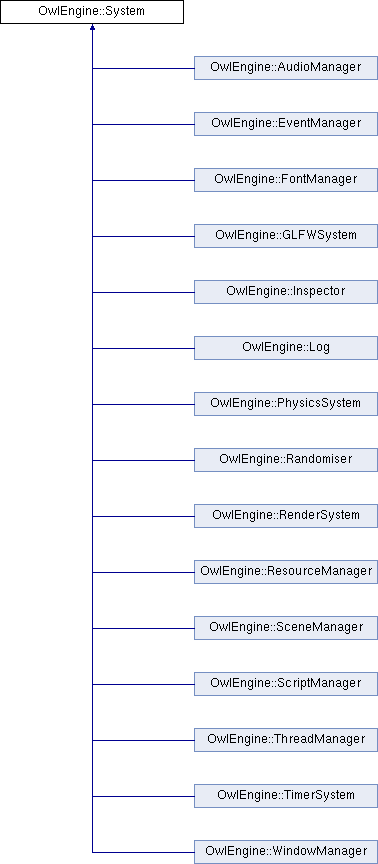 OwlEngine::System
OwlEngine::AudioManager
OwlEngine::EventManager
OwlEngine::FontManager
OwlEngine::GLFWSystem
OwlEngine::Inspector
OwlEngine::Log
OwlEngine::PhysicsSystem
OwlEngine::Randomiser
OwlEngine::RenderSystem
OwlEngine::ResourceManager
OwlEngine::SceneManager
OwlEngine::ScriptManager
OwlEngine::ThreadManager
OwlEngine::TimerSystem
OwlEngine::WindowManager